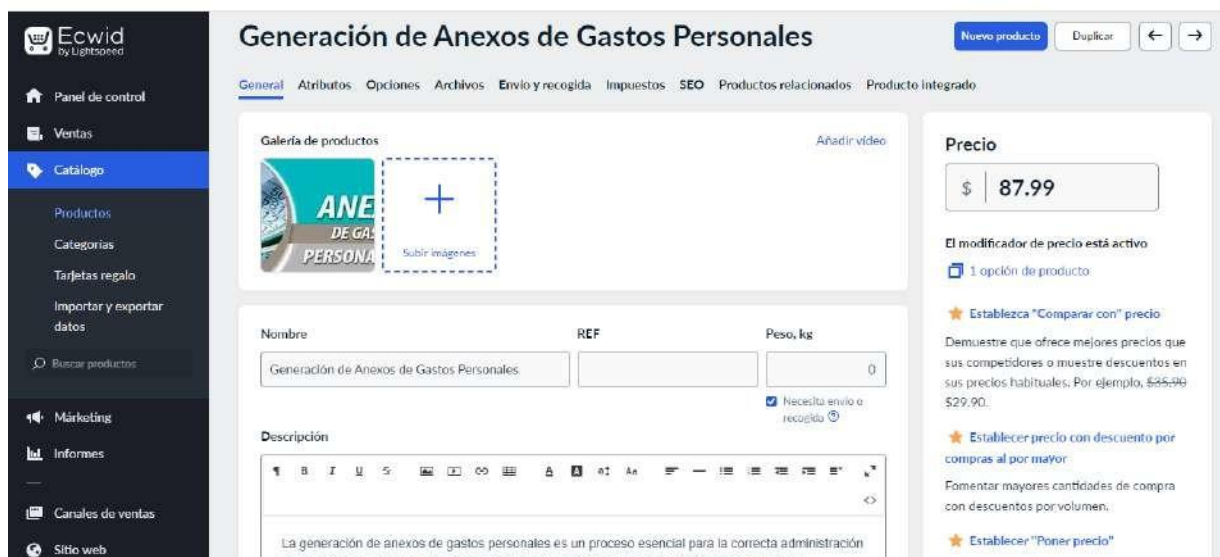 Ecwid
by Lightspeed
Panel de control
Ventas
Catálogo
Productos
Categorías
Tarjetas regalo
Importar y exportar
datos
Buscar productos
Márketing
Informes
Canales de ventas
Sitio web
Generación de Anexos de Gastos Personales
Nuevo producto
Duplicar
← →
General Atributos Opciones Archivos Envío y recogida Impuestos SEO Productos relacionados Producto integrado
Galería de productos
Añadir vídeo
ANE
DE GA
PERSONA
+
Subir imágenes
Nombre REF Peso, kg
Generación de Anexos de Gastos Personales 0
Necesita envío o
recogida
Descripción
La generación de anexos de gastos personales es un proceso esencial para la correcta administración
Precio
$ 87.99
El modificador de precio está activo
1 opción de producto
Establezca "Comparar con" precio
Demuestre que ofrece mejores precios que
sus competidores o muestre descuentos en
sus precios habituales. Por ejemplo, $35.90
$29.90.
Establecer precio con descuento por
compras al por mayor
Fomentar mayores cantidades de compra
con descuentos por volumen.
Establecer "Poner precio"